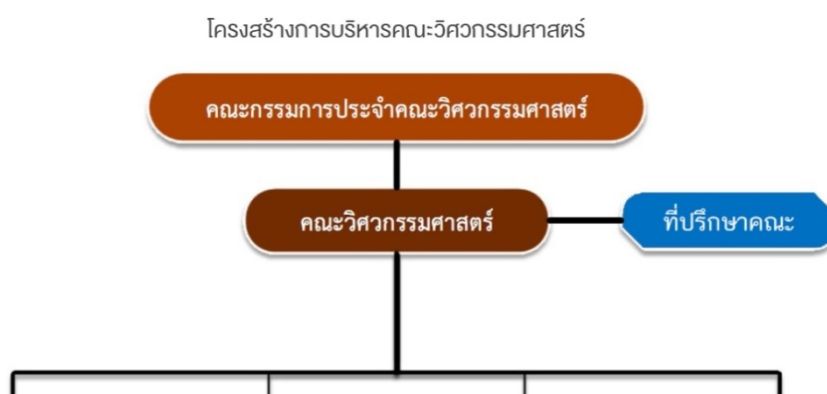 โครงสร้างการบริหารคณะวิศวกรรมศาสตร์
คณะกรรมการประจำคณะวิศวกรรมศาสตร์
คณะวิศวกรรมศาสตร์
ที่ปรึกษาคณะ